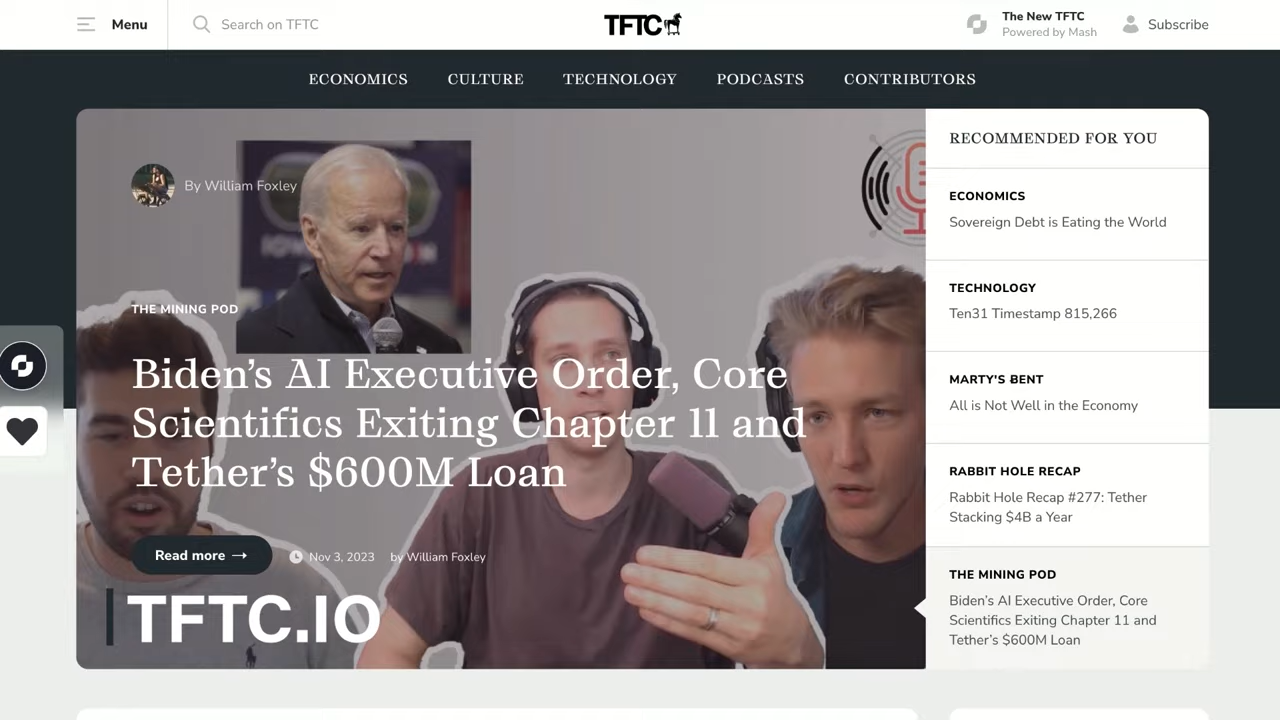 Menu
Search on TFTC
TFTC
The New TFTC
Powered by Mash
Subscribe
ECONOMICS
CULTURE
TECHNOLOGY
PODCASTS
CONTRIBUTORS
By William Foxley
THE MINING POD
Biden’s AI Executive Order, Core
Scientifics Exiting Chapter 11 and
Tether’s $600M Loan
Read more →
Nov 3, 2023
by William Foxley
TFTC.IO
RECOMMENDED FOR YOU
ECONOMICS
Sovereign Debt is Eating the World
TECHNOLOGY
Ten31 Timestamp 815,266
MARTY'S ɃENT
All is Not Well in the Economy
RABBIT HOLE RECAP
Rabbit Hole Recap #277: Tether
Stacking $4B a Year
THE MINING POD
Biden’s AI Executive Order, Core
Scientifics Exiting Chapter 11 and
Tether’s $600M Loan